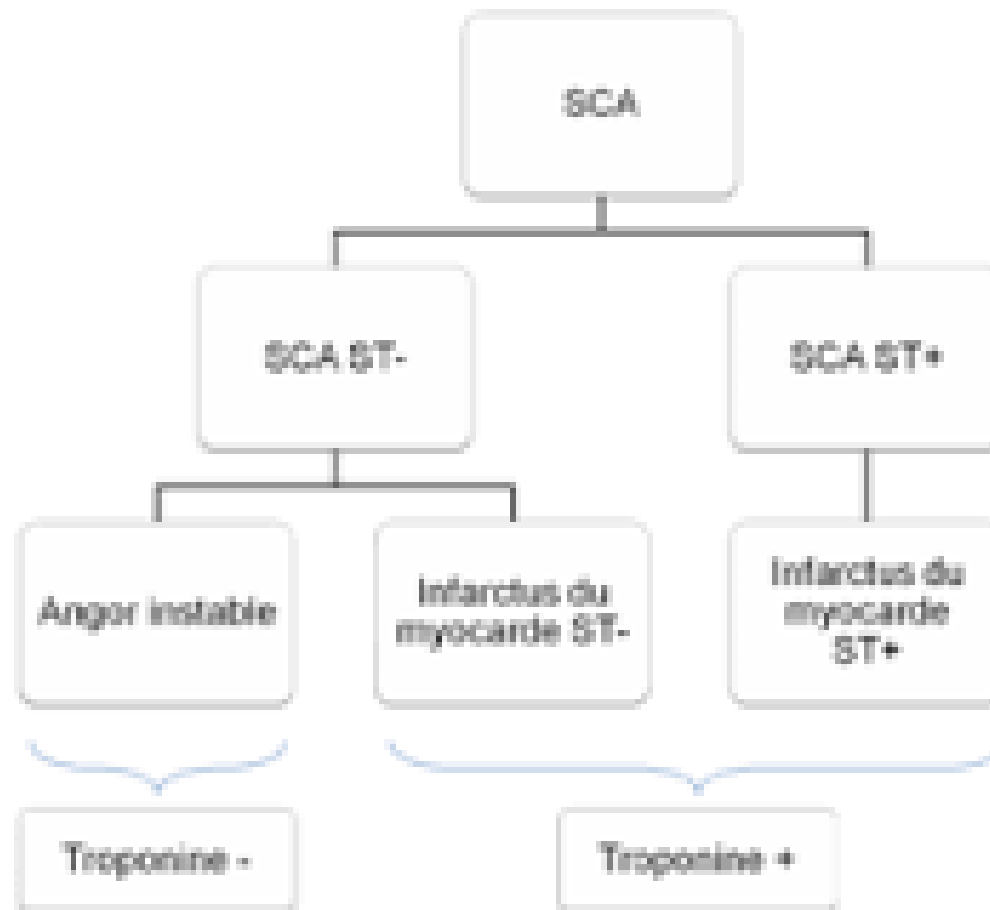 SCA
SCA ST-
SCA ST+
Angor instable
Infarctus du
myocarde ST-
Infarctus du
myocarde
ST+
Troponine -
Troponine +